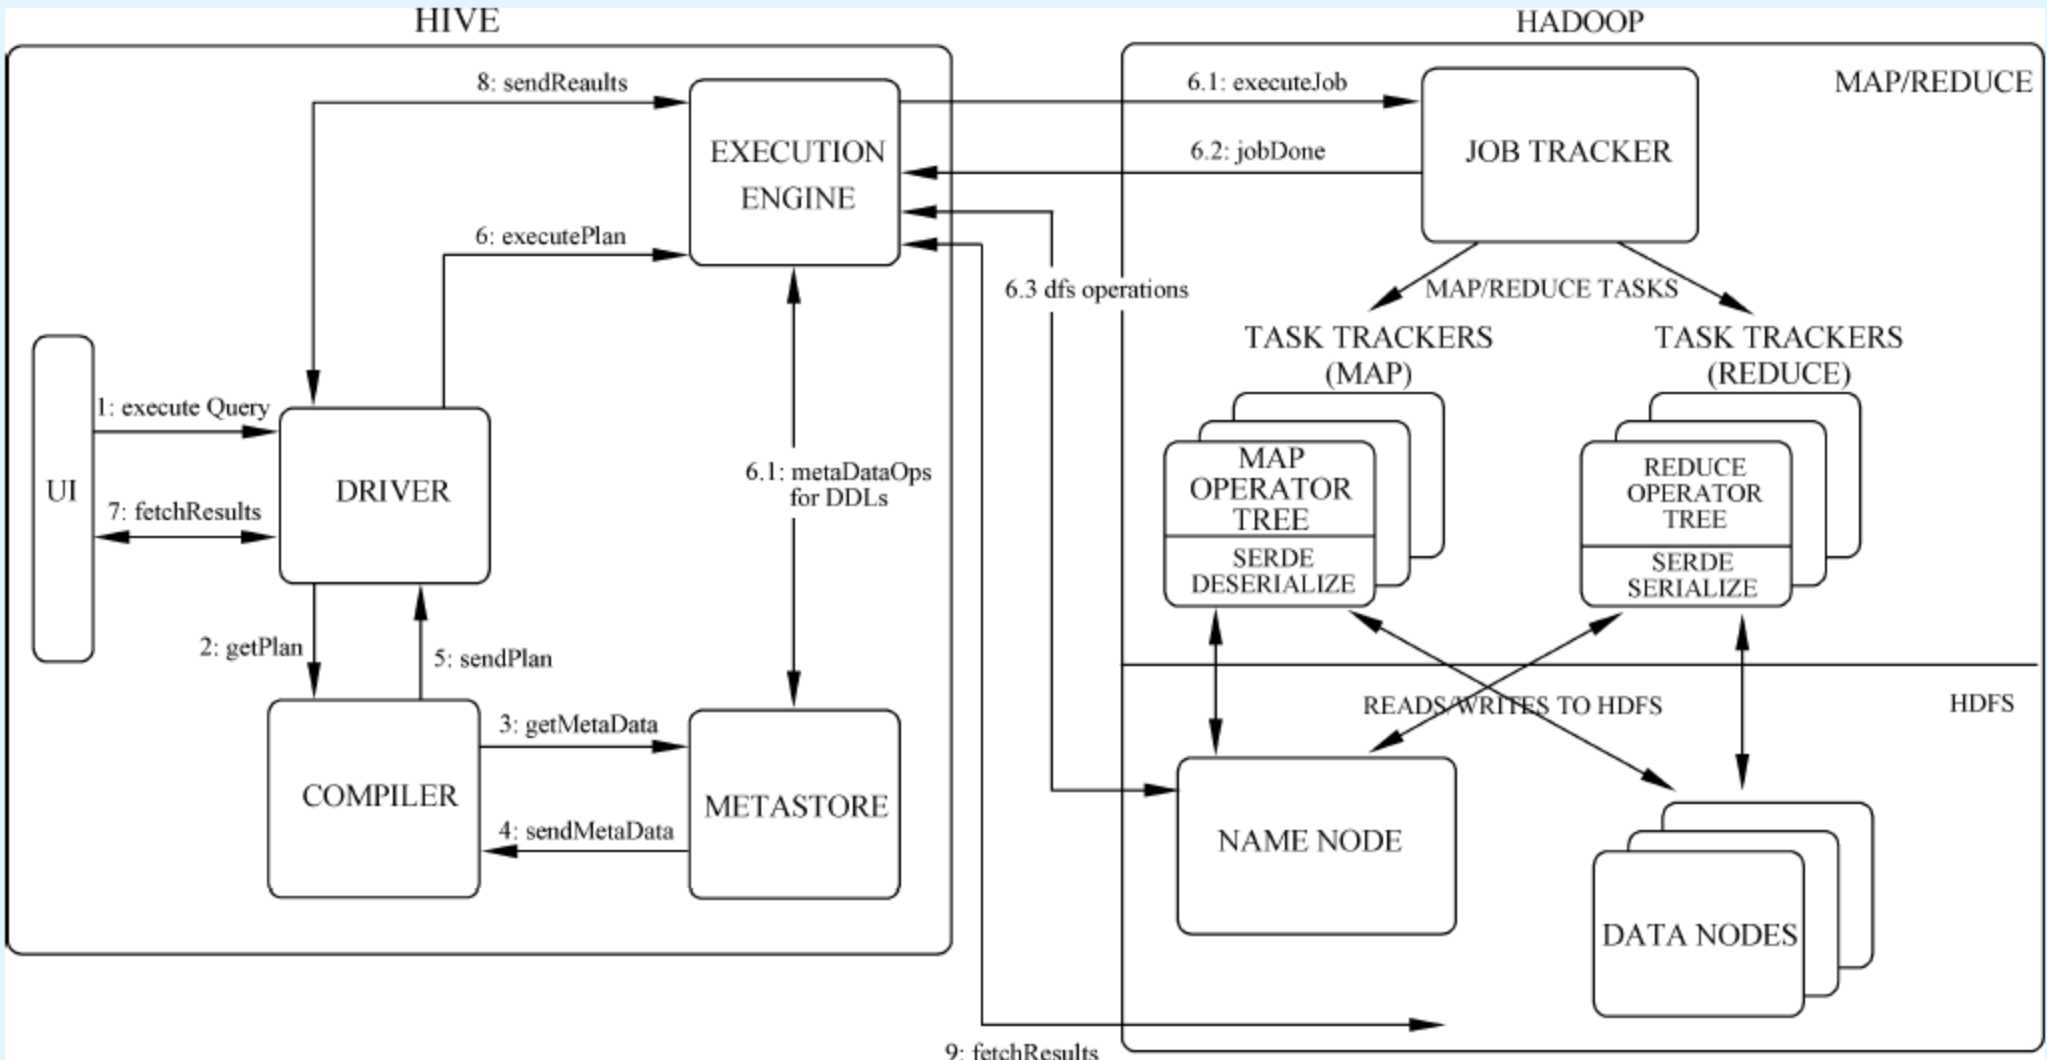 HIVE
HADOOP
8: sendReaults
6.1: executeJob
MAP/REDUCE
EXECUTION
ENGINE
6.2: jobDone
JOB TRACKER
6: executePlan
6.3 dfs operations
MAP/REDUCE TASKS
TASK TRACKERS
(MAP)
TASK TRACKERS
(REDUCE)
1: execute Query
UI
DRIVER
7: fetchResults
6.1: metaDataOps
for DDLs
MAP
OPERATOR
TREE
SERDE
DESERIALIZE
REDUCE
OPERATOR
TREE
SERDE
SERIALIZE
2: getPlan
5: sendPlan
READS/WRITES TO HDFS
HDFS
3: getMetaData
COMPILER
METASTORE
4: sendMetaData
NAME NODE
DATA NODES
9: fetchResults